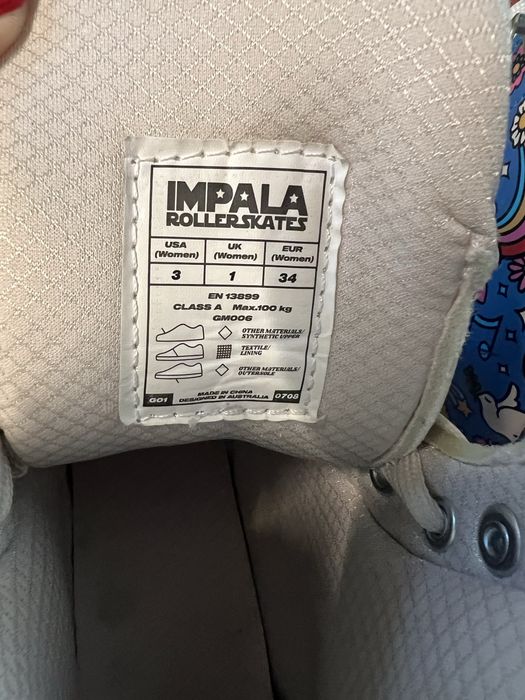 IMPALA
ROLLERSKATES
USA (Women) UK (Women) EUR (Women)
3 1 34
EN 13899
CLASS A Max.100 kg
GM006
OTHER MATERIALS/
SYNTHETIC UPPER
TEXTILE/
LINING
OTHER MATERIALS/
OUTERSOLE
MADE IN CHINA
G01 DESIGNED IN AUSTRALIA 0708